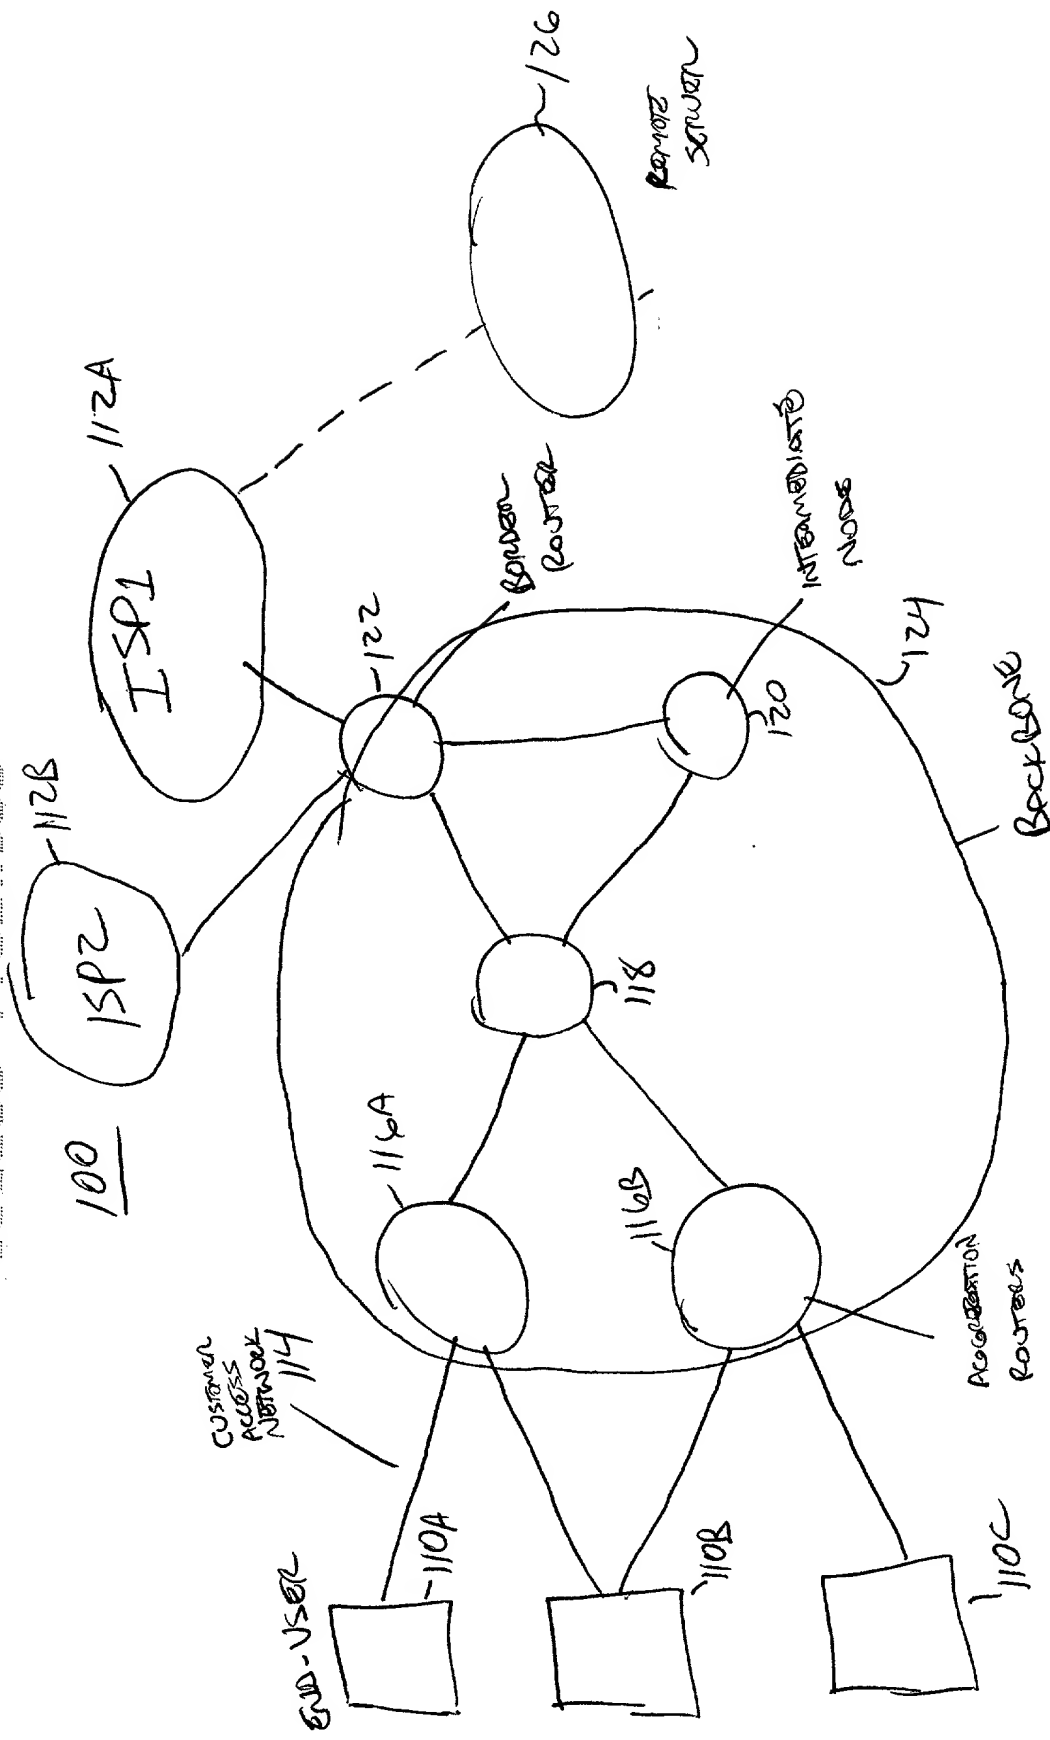 100
ISP2
112B
ISP1
112A
126
REMOTE
SERVER
122
BORDER
ROUTER
CUSTOMER
ACCESS
NETWORK
114
116A
118
120
INTERMEDIATE
NODE
124
BACKBONE
116B
AGGREGATION
ROUTERS
END-USER
110A
110B
110C